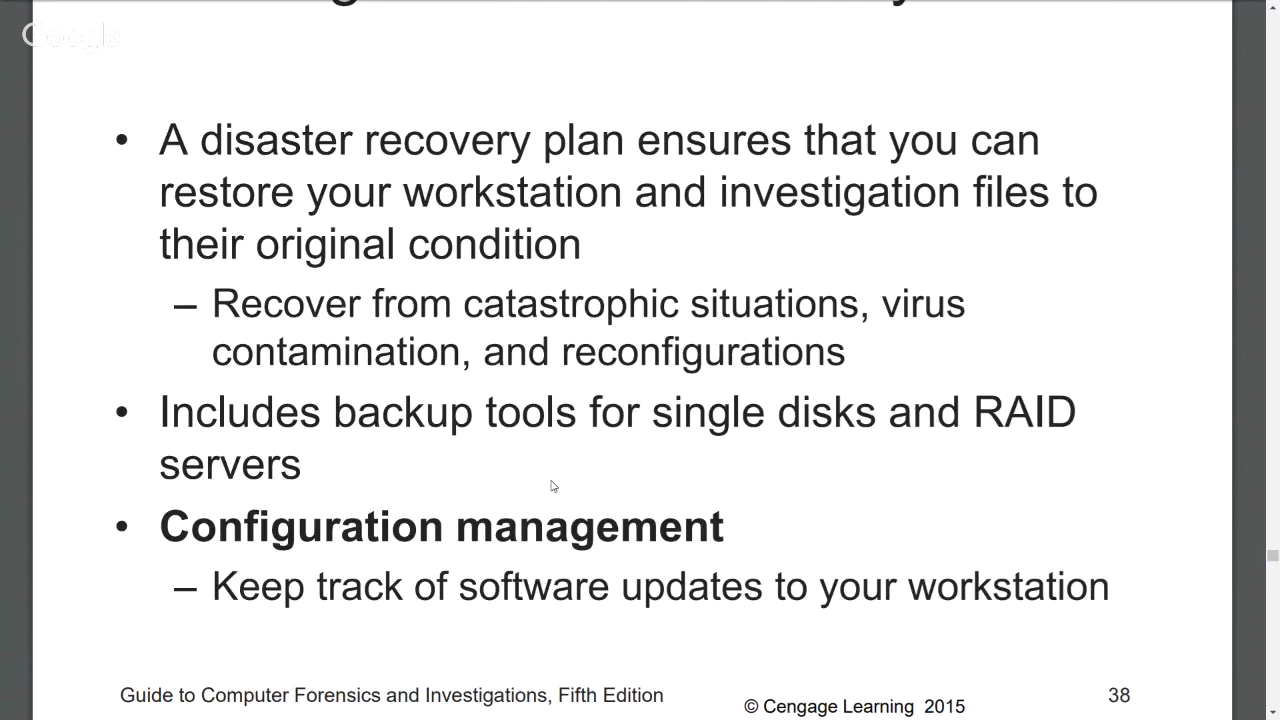 Google
• A disaster recovery plan ensures that you can
restore your workstation and investigation files to
their original condition
– Recover from catastrophic situations, virus
contamination, and reconfigurations
• Includes backup tools for single disks and RAID
servers
• Configuration management
– Keep track of software updates to your workstation
Guide to Computer Forensics and Investigations, Fifth Edition
© Cengage Learning 2015
38